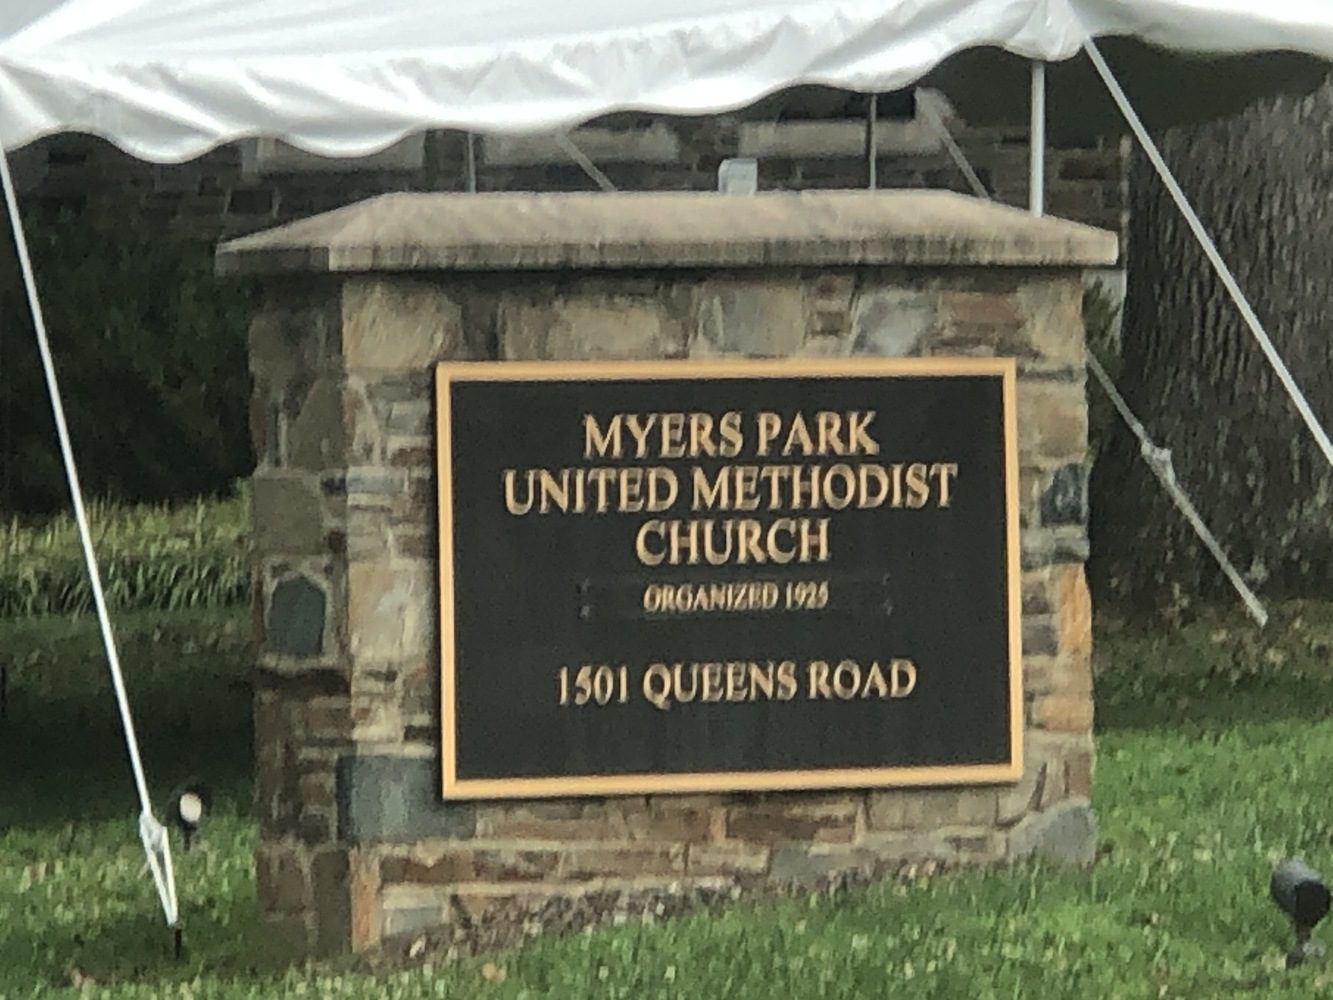 MYERS PARK
UNITED METHODIST
CHURCH
ORGANIZED 1925
1501 QUEENS ROAD